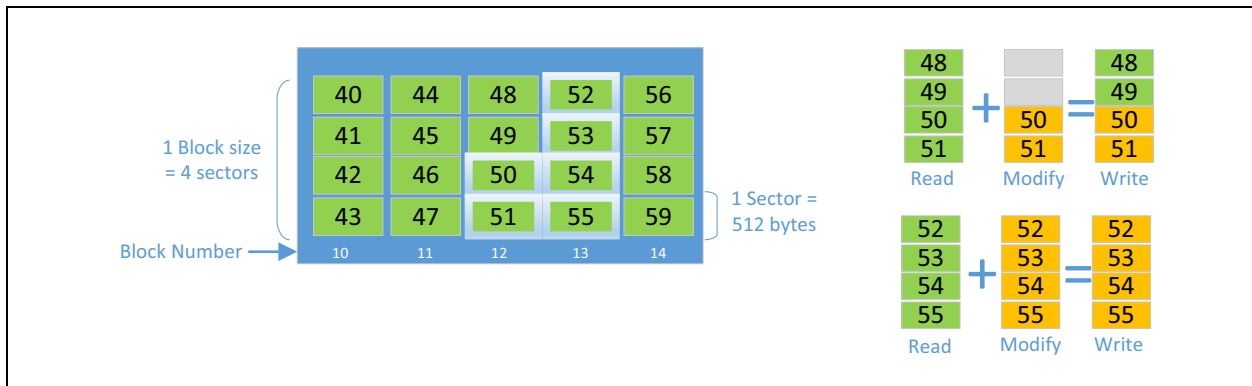 1 Block size
= 4 sectors
40 44 48 52 56
41 45 49 53 57
42 46 50 54 58
43 47 51 55 59
Block Number
10 11 12 13 14
1 Sector =
512 bytes
48 48
49 + 49
50 50 = 50
51 51 51
Read Modify Write
52 52 52
53 + 53 = 53
54 54 54
55 55 55
Read Modify Write